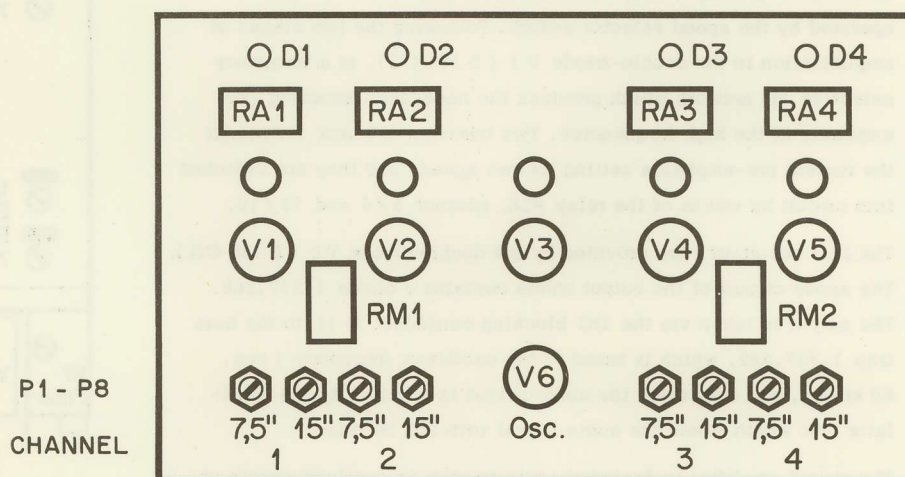 D1 D2 D3 D4
RA1 RA2 RA3 RA4
V1 V2 V3 V4 V5
RM1 RM2
V6
P1 - P8
7,5" 15" 7,5" 15" Osc. 7,5" 15" 7,5" 15"
CHANNEL
1 2 3 4